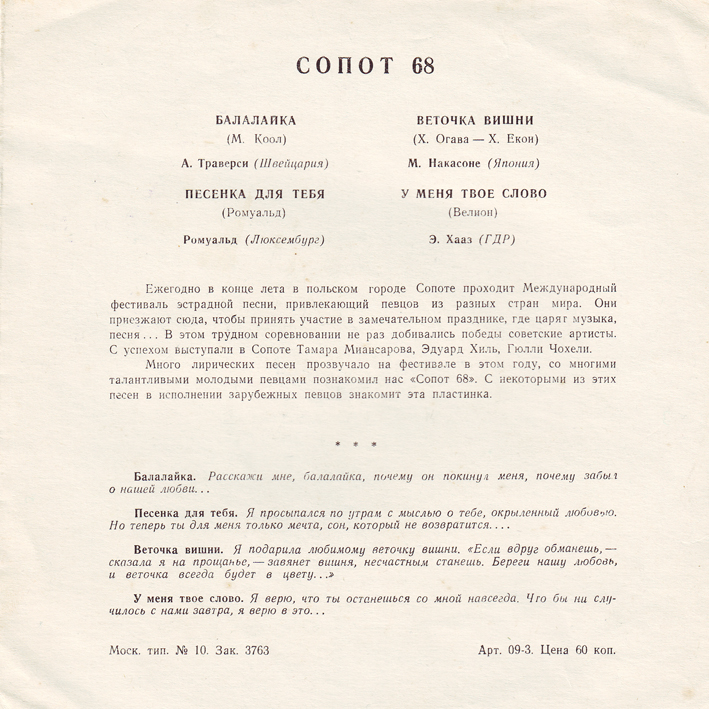 СОПОТ 68
БАЛАЛАЙКА
(М. Коол)
А. Траверси (Швейцария)
ПЕСЕНКА ДЛЯ ТЕБЯ
(Ромуальд)
Ромуальд (Люксембург)
ВЕТОЧКА ВИШНИ
(Х. Огава — Х. Екон)
М. Накасоне (Япония)
У МЕНЯ ТВОЕ СЛОВО
(Велион)
Э. Хааз (ГДР)
Ежегодно в конце лета в польском городе Сопоте проходит Международный
фестиваль эстрадной песни, привлекающий певцов из разных стран мира. Они
приезжают сюда, чтобы принять участие в замечательном празднике, где царят музыка,
песня... В этом трудном соревновании не раз добивались победы советские артисты.
С успехом выступали в Сопоте Тамара Миансарова, Эдуард Хиль, Гюлли Чохели.
Много лирических песен прозвучало на фестивале в этом году, со многими
талантливыми молодыми певцами познакомил нас «Сопот 68». С некоторыми из этих
песен в исполнении зарубежных певцов знакомит эта пластинка.
* * *
Балалайка. Расскажи мне, балалайка, почему он покинул меня, почему забыл
о нашей любви...
Песенка для тебя. Я просыпался по утрам с мыслью о тебе, окрыленный любовью.
Но теперь ты для меня только мечта, сон, который не возвратится....
Веточка вишни. Я подарила любимому веточку вишни. «Если вдруг обманешь,—
сказала я на прощанье,— завянет вишня, несчастным станешь. Береги нашу любовь,
и веточка всегда будет в цвету...»
У меня твое слово. Я верю, что ты останешься со мной навсегда. Что бы ни слу-
чилось с нами завтра, я верю в это...
Моск. тип. № 10. Зак. 3763
Арт. 09-3. Цена 60 коп.